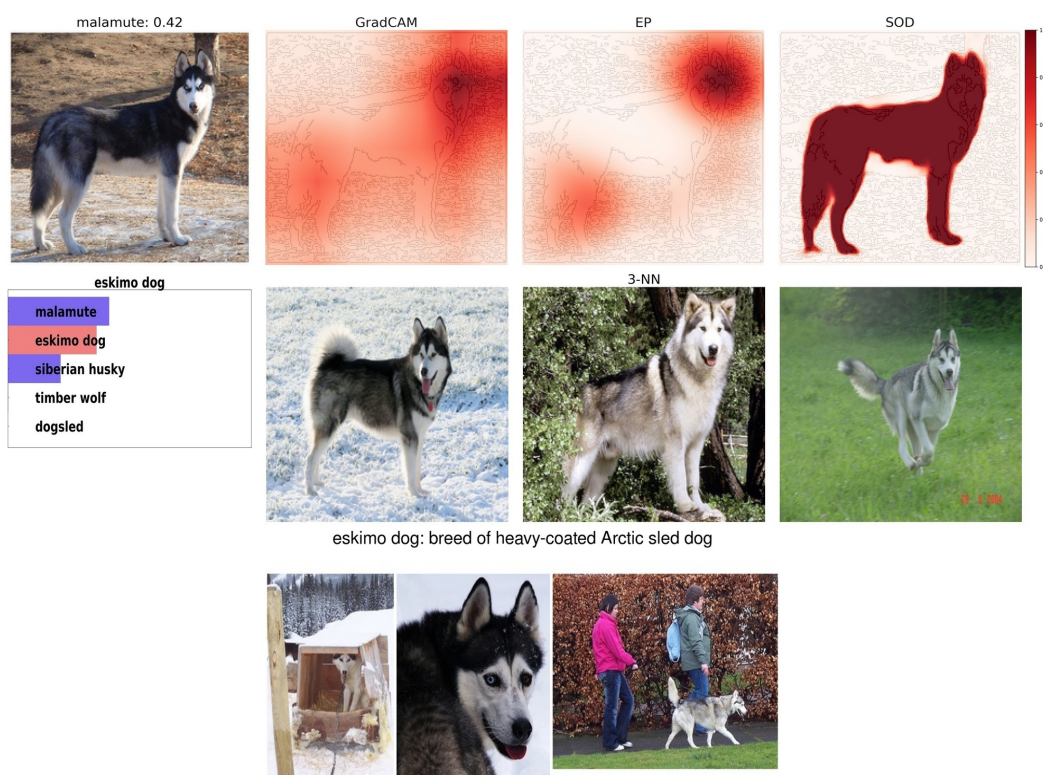 malamute: 0.42
GradCAM
EP
SOD
eskimo dog
malamute
eskimo dog
siberian husky
timber wolf
dogsled
3-NN
eskimo dog: breed of heavy-coated Arctic sled dog